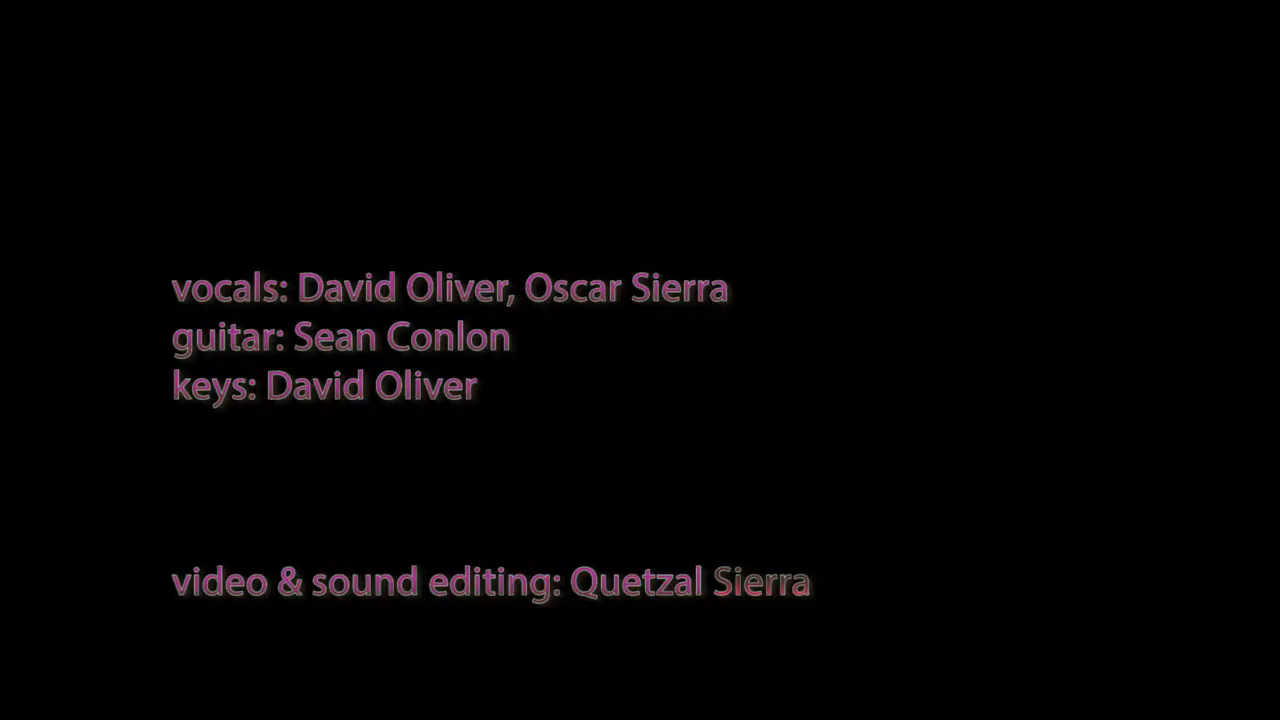 vocals: David Oliver, Oscar Sierra
guitar: Sean Conlon
keys: David Oliver
video & sound editing: Quetzal Sierra